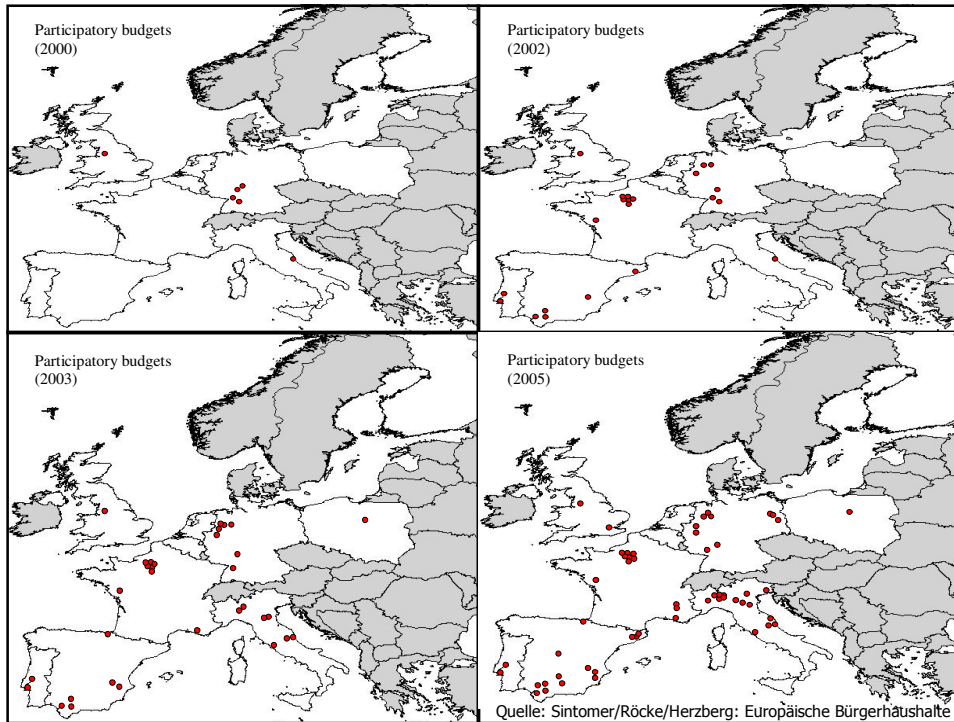 Participatory budgets
(2000)
Participatory budgets
(2002)
Participatory budgets
(2003)
Participatory budgets
(2005)
Quelle: Sintomer/Röcke/Herzberg: Europäische Bürgerhaushalte